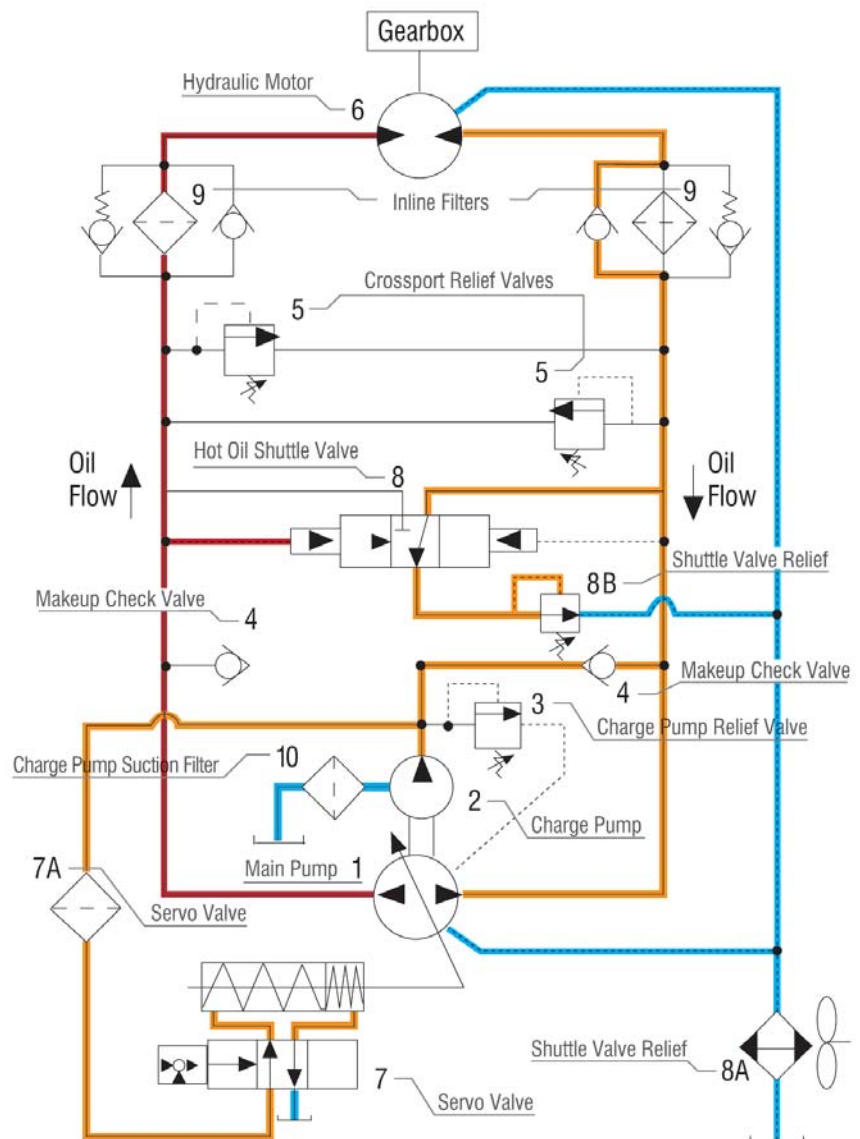 Gearbox
Hydraulic Motor
6
9
Inline Filters
9
Crossport Relief Valves
5
5
Hot Oil Shuttle Valve
8
Oil
Flow
Oil
Flow
Shuttle Valve Relief
8B
Makeup Check Valve
4
Makeup Check Valve
4
3
Charge Pump Relief Valve
Charge Pump Suction Filter
10
2
Charge Pump
Main Pump
1
7A
Servo Valve
Shuttle Valve Relief
8A
7
Servo Valve